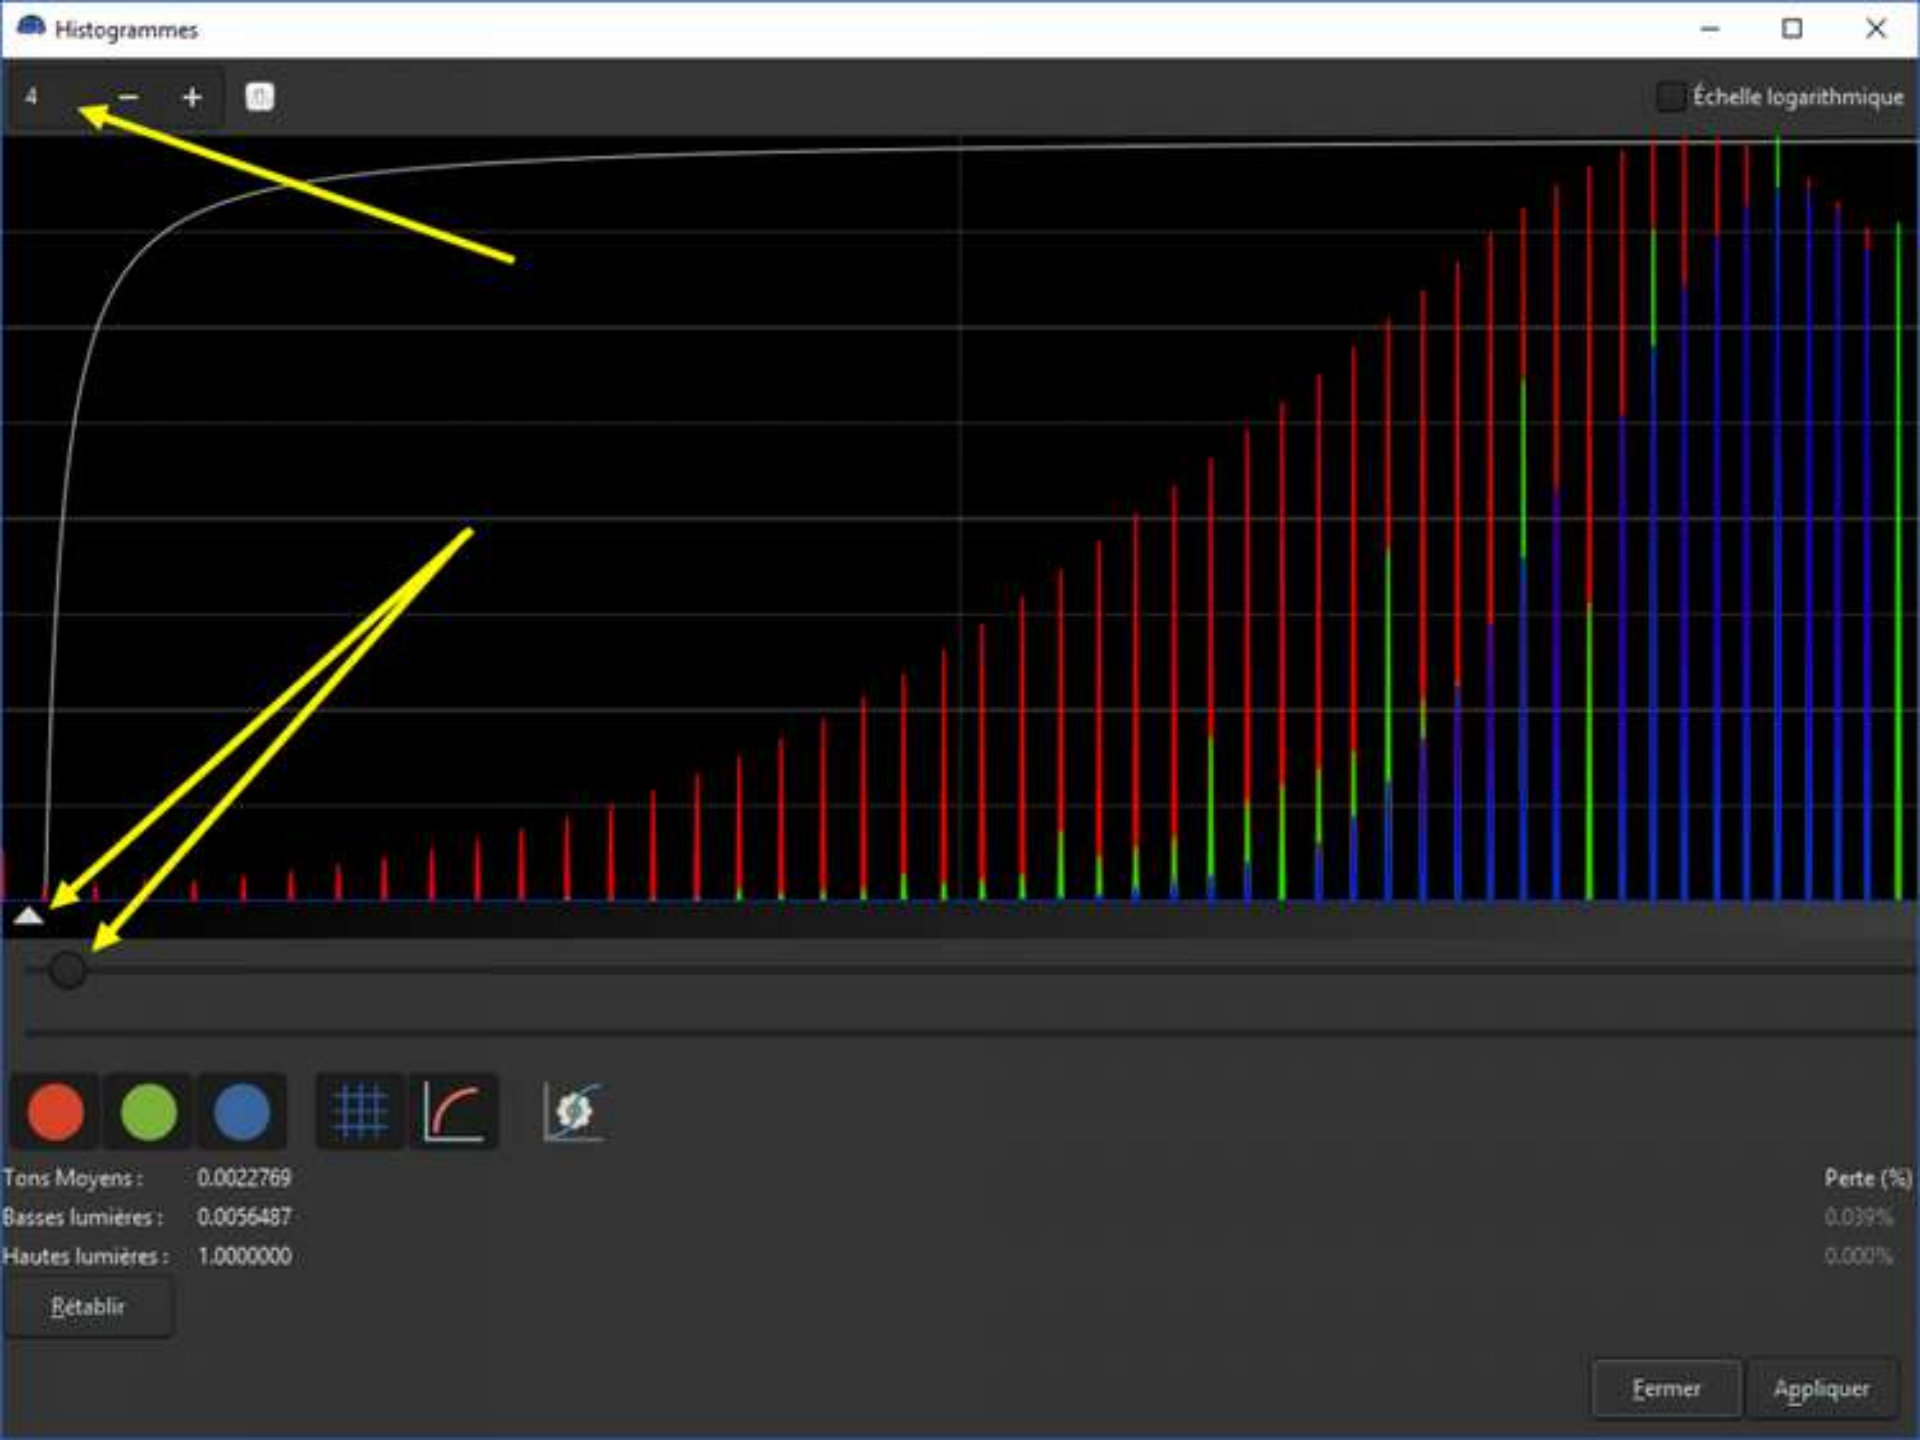 Histogrammes
4
Échelle logarithmique
Tons Moyens : 0.0022769 Perte (%)
Basses lumières : 0.0056487 0.039%
Hautes lumières : 1.0000000 0.000%
Rétablir
Fermer Appliquer